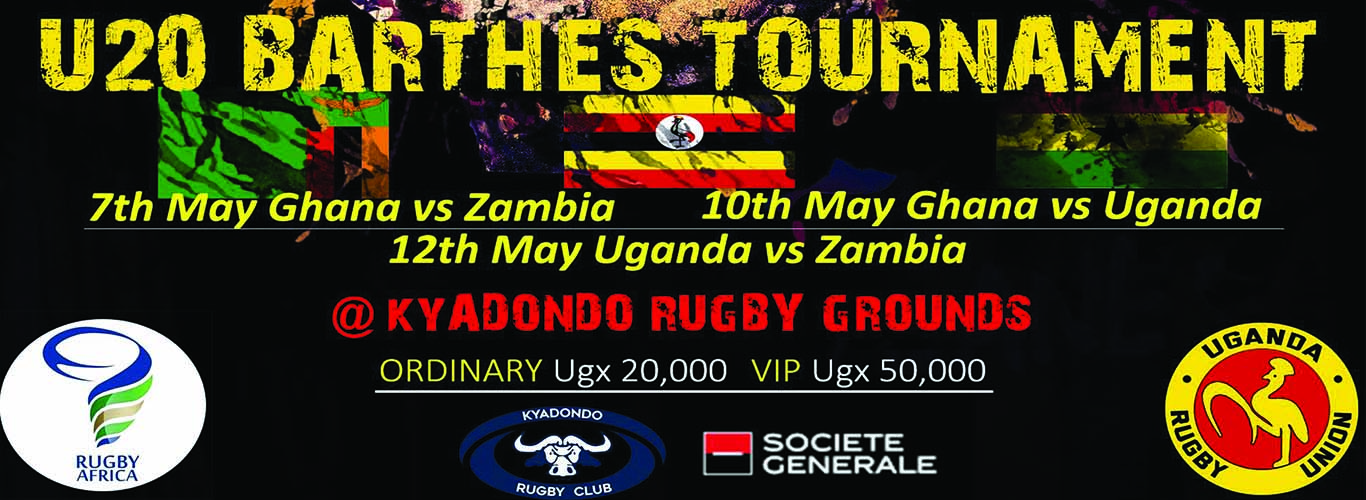 U20 BARTHES TOURNAMENT
7th May Ghana vs Zambia
10th May Ghana vs Uganda
12th May Uganda vs Zambia
@ KYADONDO RUGBY GROUNDS
ORDINARY Ugx 20,000 VIP Ugx 50,000
RUGBY
AFRICA
KYADONDO
RUGBY CLUB
SOCIETE
GENERALE
UGANDA
RUGBY UNION